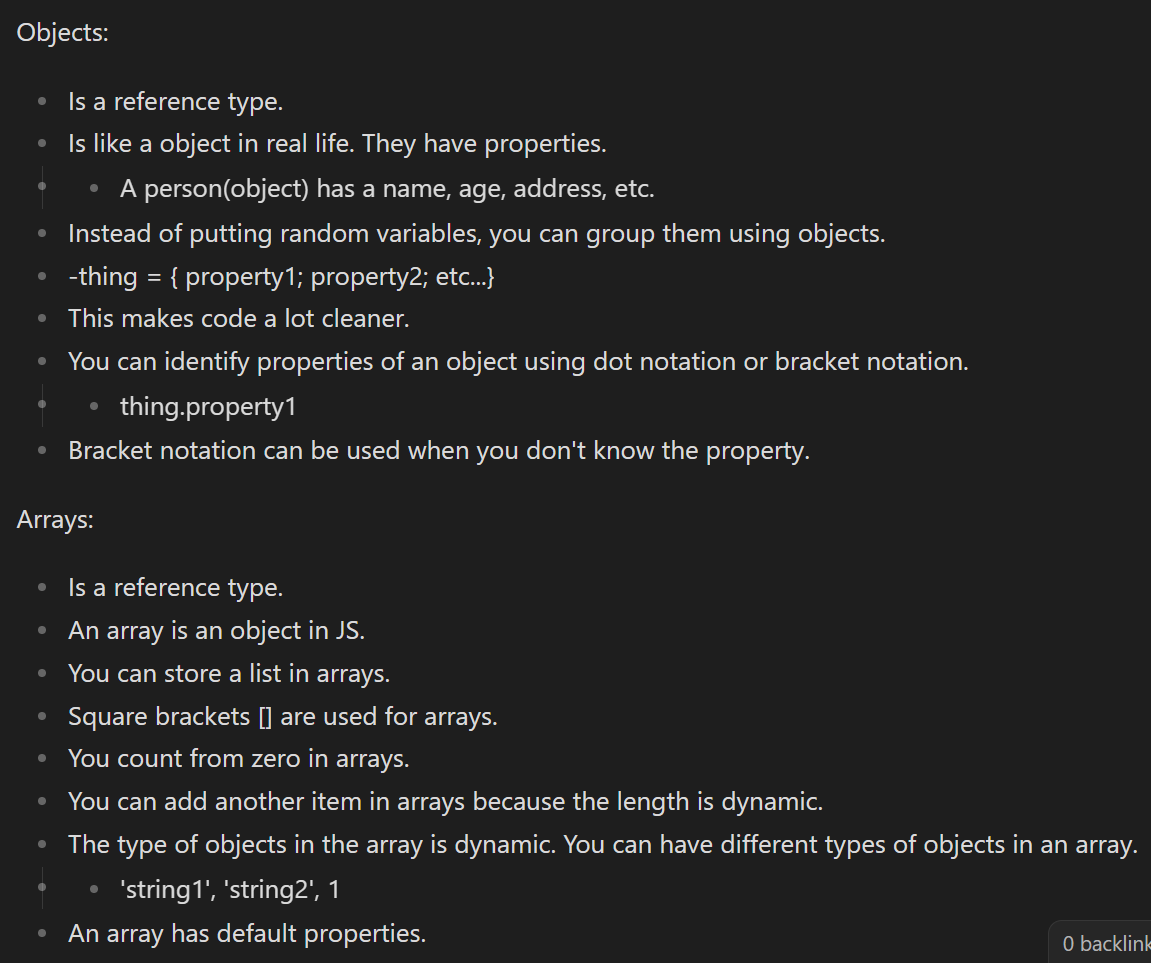 Objects:
Is a reference type.
Is like a object in real life. They have properties.
A person(object) has a name, age, address, etc.
Instead of putting random variables, you can group them using objects.
-thing = { property1; property2; etc...}
This makes code a lot cleaner.
You can identify properties of an object using dot notation or bracket notation.
thing.property1
Bracket notation can be used when you don't know the property.
Arrays:
Is a reference type.
An array is an object in JS.
You can store a list in arrays.
Square brackets [] are used for arrays.
You count from zero in arrays.
You can add another item in arrays because the length is dynamic.
The type of objects in the array is dynamic. You can have different types of objects in an array.
'string1', 'string2', 1
An array has default properties.
0 backlink